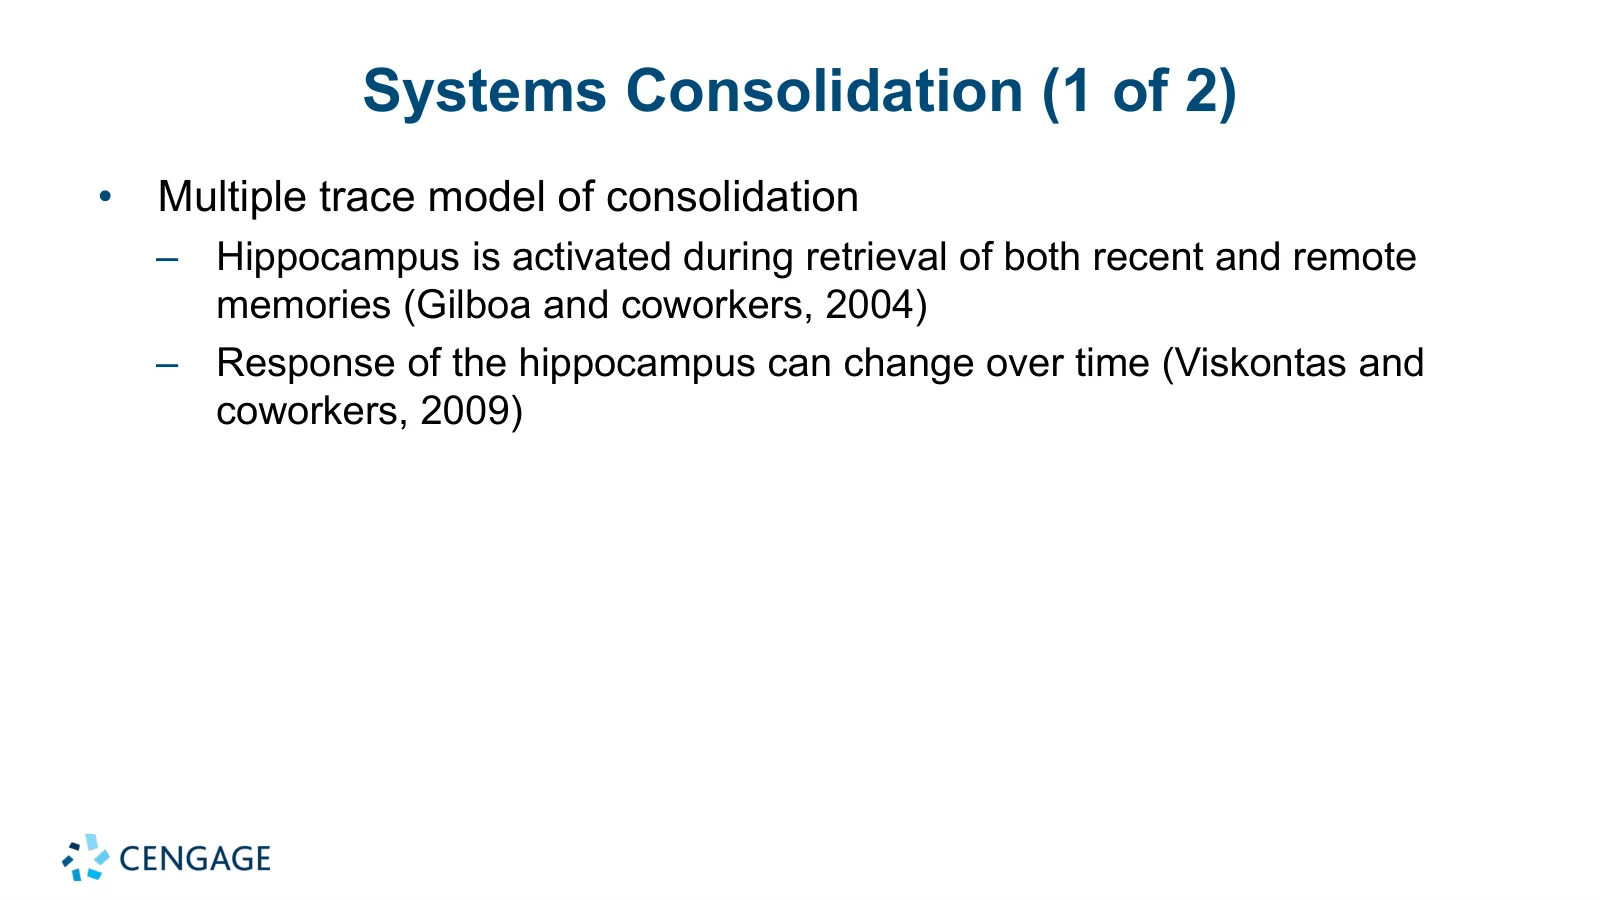 Systems Consolidation (1 of 2)
• Multiple trace model of consolidation
– Hippocampus is activated during retrieval of both recent and remote
memories (Gilboa and coworkers, 2004)
– Response of the hippocampus can change over time (Viskontas and
coworkers, 2009)
CENGAGE